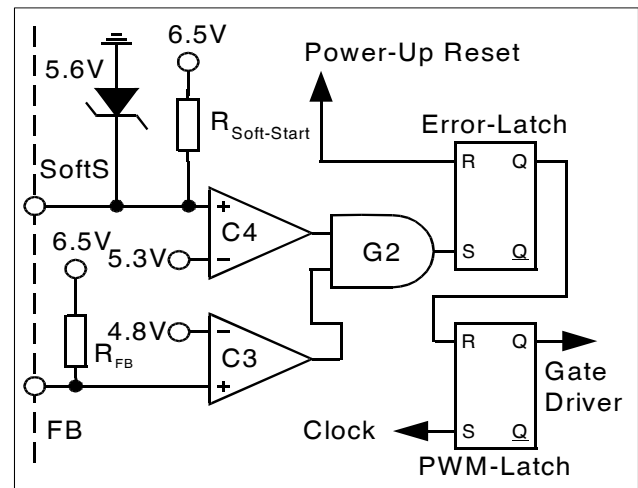 6.5V
Power-Up Reset
5.6V
R Soft-Start
Error-Latch
SoftS
R Q
6.5V
+
C4
5.3V
-
G2
S Q
4.8V
-
R FB
C3
+
R Q
Gate
Driver
FB
Clock
S Q
PWM-Latch